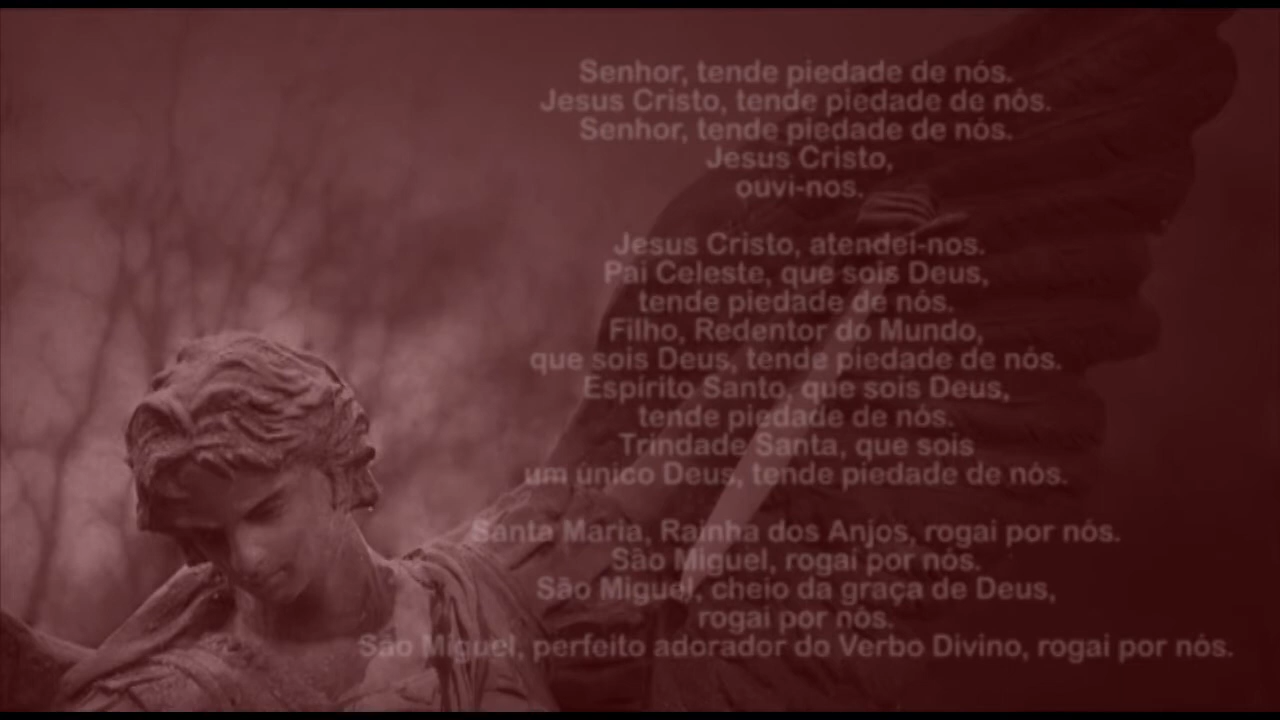 Senhor, tende piedade de nós.
Jesus Cristo, tende piedade de nós.
Senhor, tende piedade de nós.
Jesus Cristo,
ouvi-nos.
Jesus Cristo, atendei-nos.
Pai Celeste, que sois Deus,
tende piedade de nós.
Filho, Redentor do Mundo,
que sois Deus, tende piedade de nós.
Espírito Santo, que sois Deus,
tende piedade de nós.
Trindade Santa, que sois
um único Deus, tende piedade de nós.
Santa Maria, Rainha dos Anjos, rogai por nós.
São Miguel, rogai por nós.
São Miguel, cheio da graça de Deus,
rogai por nós.
São Miguel, perfeito adorador do Verbo Divino, rogai por nós.